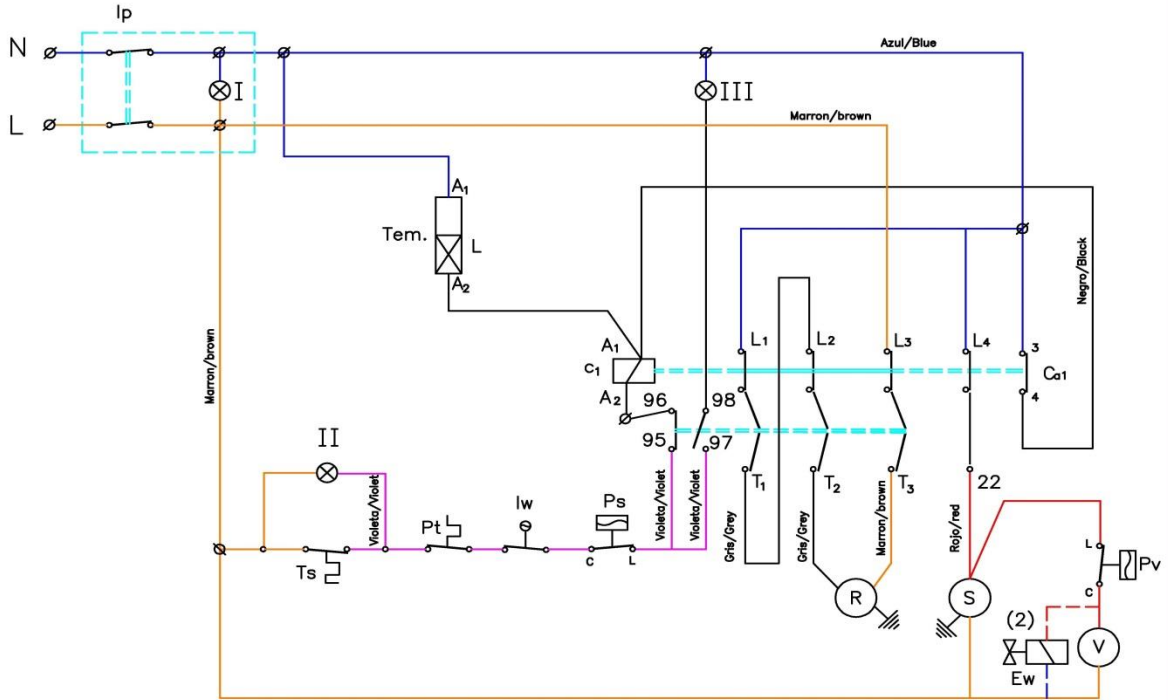 Ip
N
Azul/Blue
I
III
L
Marron/brown
A1
Tem.
L
A2
Negro/Black
Marron/brown
A1
L1
L2
L3
L4
3
c1
Ca1
A2
96
98
4
95
97
II
T1
T2
T3
22
Violeta/Violet
Violeta/Violet
Violeta/Violet
Gris/Grey
Gris/Grey
Marron/brown
Rojo/red
Pt
Iw
Ps
Ts
C
L
L
Pv
C
R
S
(2)
V
Ew